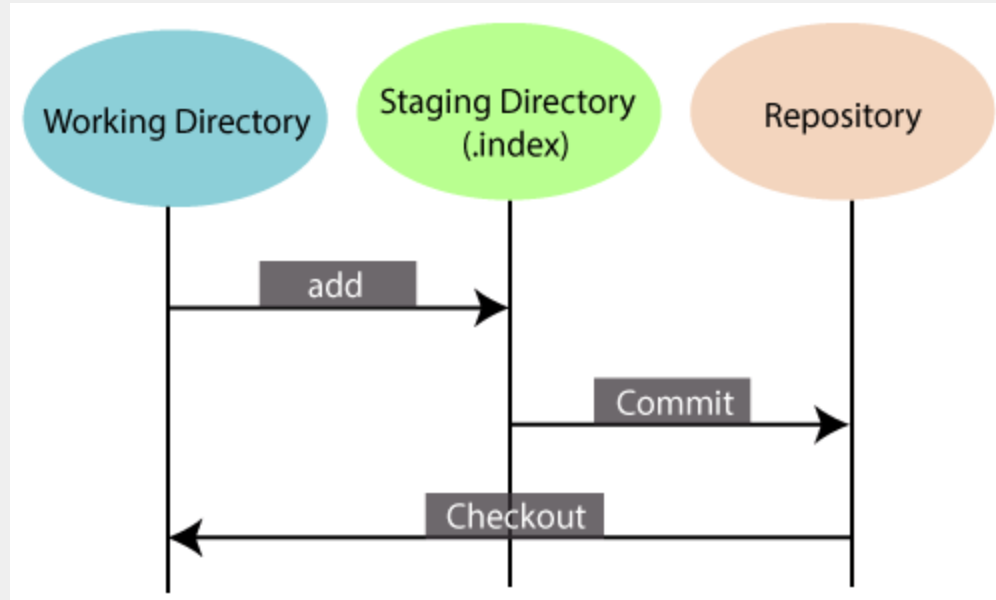 Working Directory
Staging Directory
(.index)
Repository
add
Commit
Checkout